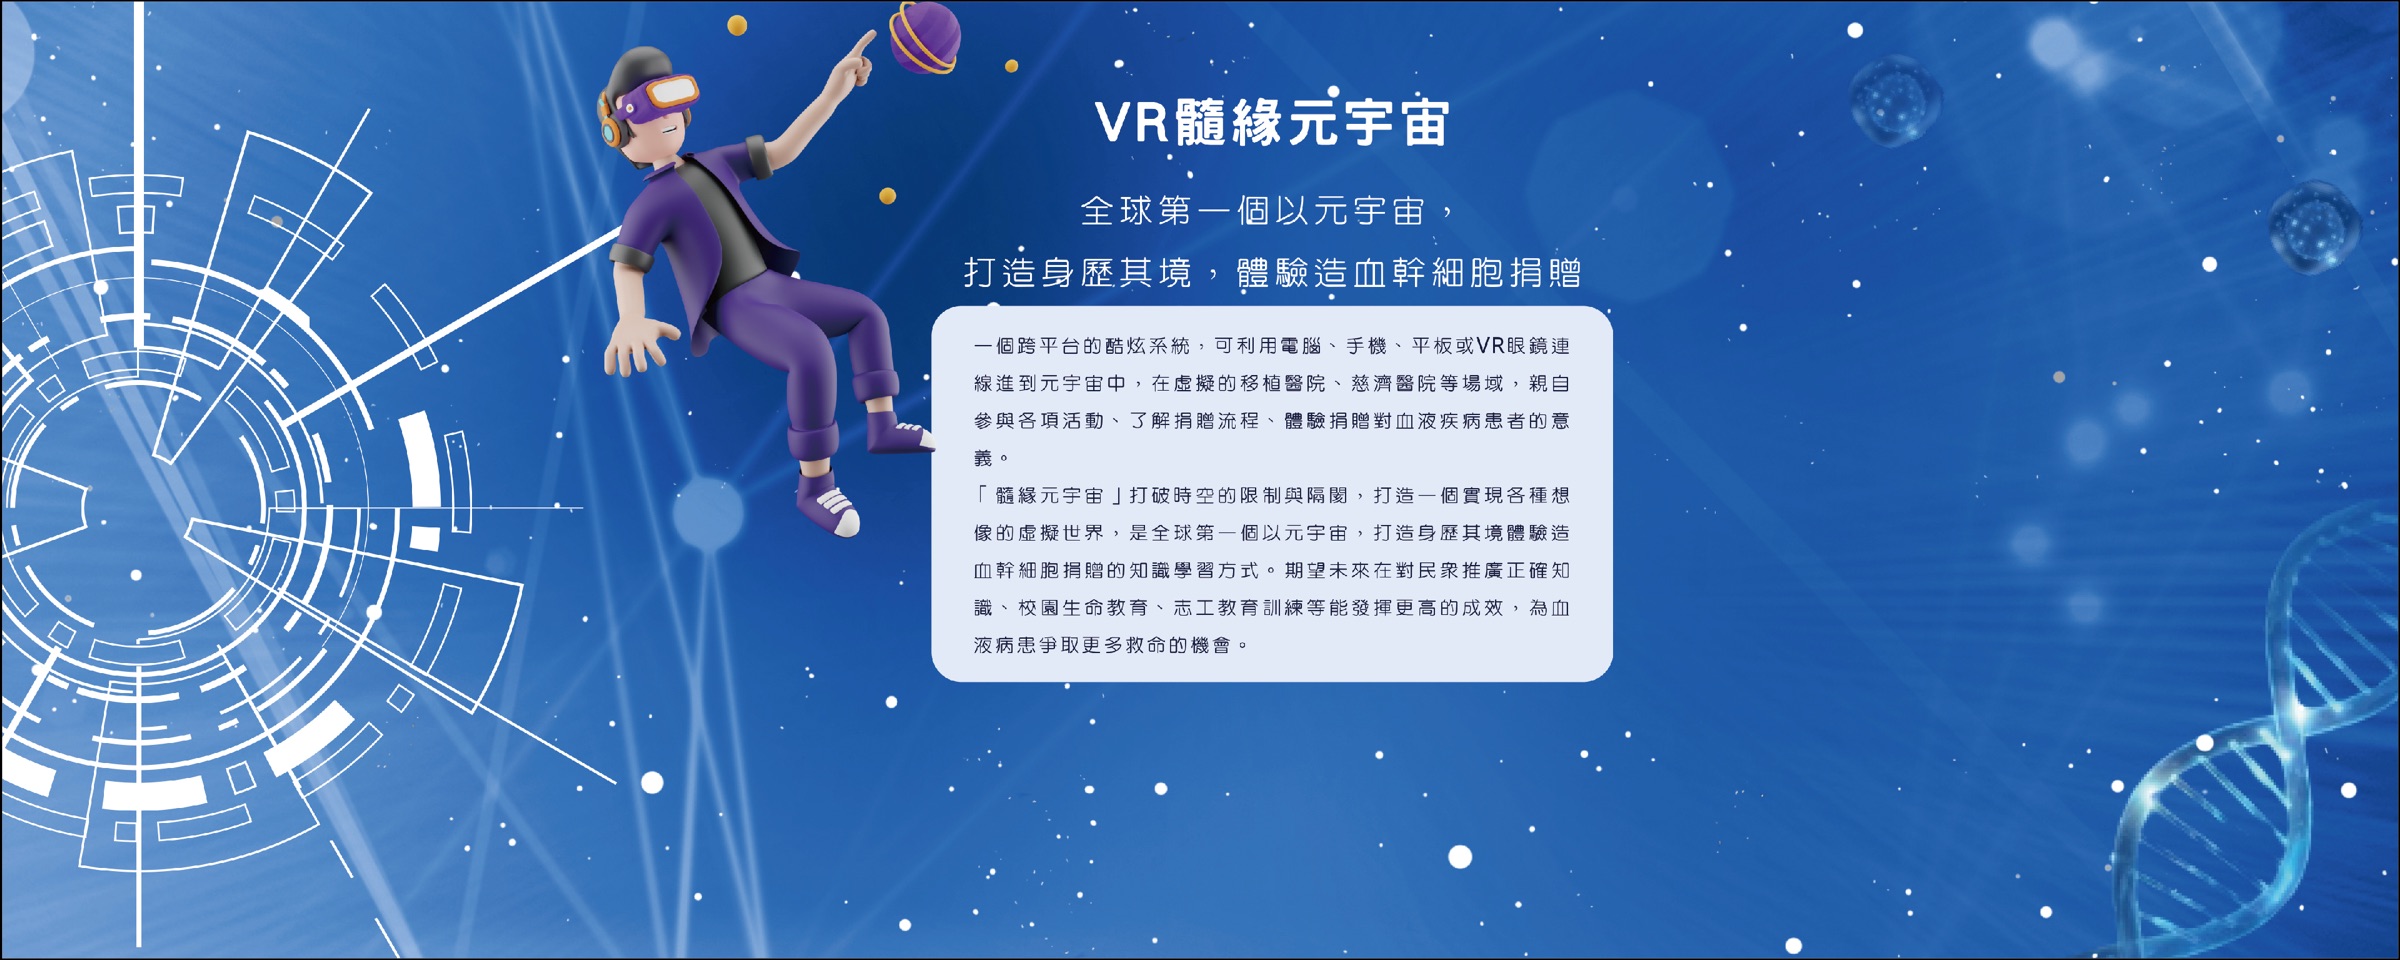 VR髓緣元宇宙
全球第一個以元宇宙，
打造身歷其境，體驗造血幹細胞捐贈
一個跨平台的酷炫系統，可利用電腦、手機、平板或VR眼鏡連
線進到元宇宙中，在虛擬的移植醫院、慈濟醫院等場域，親自
參與各項活動、了解捐贈流程、體驗捐贈對血液疾病患者的意
義。
「髓緣元宇宙」打破時空的限制與隔閡，打造一個實現各種想
像的虛擬世界，是全球第一個以元宇宙，打造身歷其境體驗造
血幹細胞捐贈的知識學習方式。期望未來在對民眾推廣正確知
識、校園生命教育、志工教育訓練等能發揮更高的成效，為血
液病患爭取更多救命的機會。